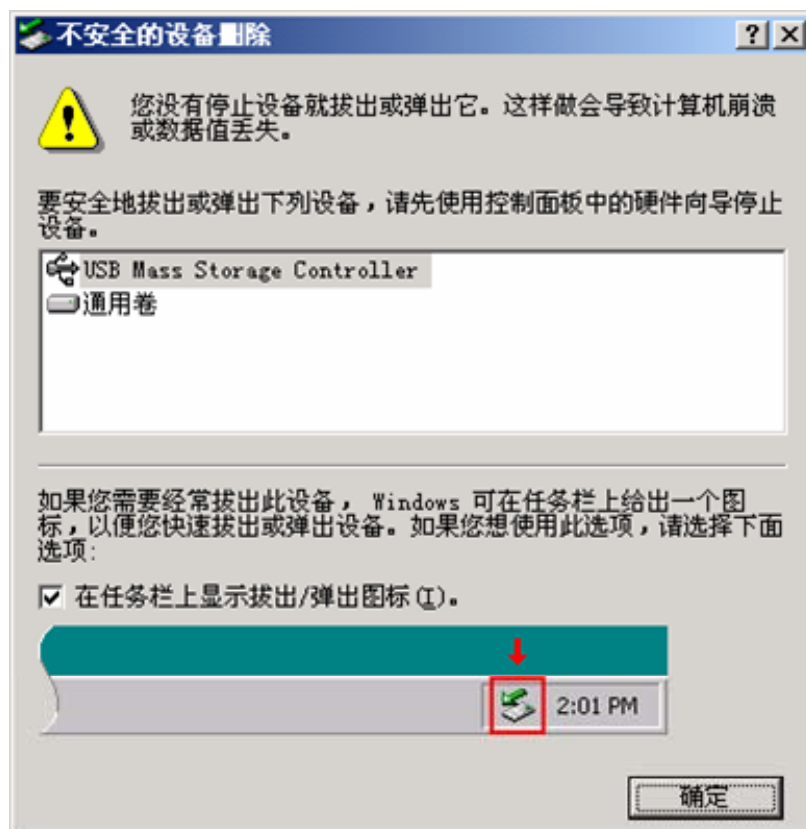 不安全的设备删除
您没有停止设备就拔出或弹出它。这样做会导致计算机崩溃
或数据值丢失。
要安全地拔出或弹出下列设备，请先使用控制面板中的硬件向导停止
设备。
USB Mass Storage Controller
通用卷
如果您需要经常拔出此设备， Windows 可在任务栏上给出一个图
标，以便您快速拔出或弹出设备。如果您想使用此选项，请选择下面
选项:
在任务栏上显示拔出/弹出图标(I)。
2:01 PM
确定